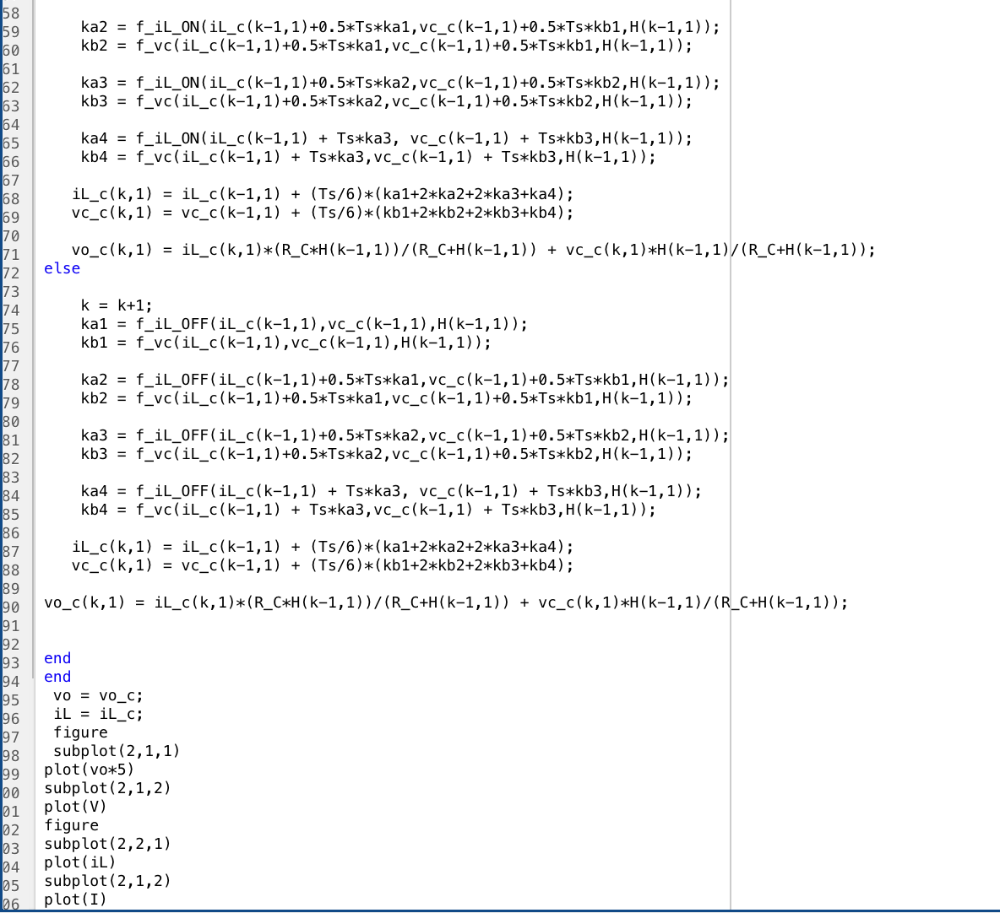 58
59 ka2 = f_iL_ON(iL_c(k-1,1)+0.5*Ts*ka1,vc_c(k-1,1)+0.5*Ts*kb1,H(k-1,1));
60 kb2 = f_vc(iL_c(k-1,1)+0.5*Ts*ka1,vc_c(k-1,1)+0.5*Ts*kb1,H(k-1,1));
61
62 ka3 = f_iL_ON(iL_c(k-1,1)+0.5*Ts*ka2,vc_c(k-1,1)+0.5*Ts*kb2,H(k-1,1));
63 kb3 = f_vc(iL_c(k-1,1)+0.5*Ts*ka2,vc_c(k-1,1)+0.5*Ts*kb2,H(k-1,1));
64
65 ka4 = f_iL_ON(iL_c(k-1,1) + Ts*ka3, vc_c(k-1,1) + Ts*kb3,H(k-1,1));
66 kb4 = f_vc(iL_c(k-1,1) + Ts*ka3,vc_c(k-1,1) + Ts*kb3,H(k-1,1));
67
68 iL_c(k,1) = iL_c(k-1,1) + (Ts/6)*(ka1+2*ka2+2*ka3+ka4);
69 vc_c(k,1) = vc_c(k-1,1) + (Ts/6)*(kb1+2*kb2+2*kb3+kb4);
70
71 vo_c(k,1) = iL_c(k,1)*(R_C*H(k-1,1))/(R_C+H(k-1,1)) + vc_c(k,1)*H(k-1,1)/(R_C+H(k-1,1));
72 else
73
74 k = k+1;
75 ka1 = f_iL_OFF(iL_c(k-1,1),vc_c(k-1,1),H(k-1,1));
76 kb1 = f_vc(iL_c(k-1,1),vc_c(k-1,1),H(k-1,1));
77
78 ka2 = f_iL_OFF(iL_c(k-1,1)+0.5*Ts*ka1,vc_c(k-1,1)+0.5*Ts*kb1,H(k-1,1));
79 kb2 = f_vc(iL_c(k-1,1)+0.5*Ts*ka1,vc_c(k-1,1)+0.5*Ts*kb1,H(k-1,1));
80
81 ka3 = f_iL_OFF(iL_c(k-1,1)+0.5*Ts*ka2,vc_c(k-1,1)+0.5*Ts*kb2,H(k-1,1));
82 kb3 = f_vc(iL_c(k-1,1)+0.5*Ts*ka2,vc_c(k-1,1)+0.5*Ts*kb2,H(k-1,1));
83
84 ka4 = f_iL_OFF(iL_c(k-1,1) + Ts*ka3, vc_c(k-1,1) + Ts*kb3,H(k-1,1));
85 kb4 = f_vc(iL_c(k-1,1) + Ts*ka3,vc_c(k-1,1) + Ts*kb3,H(k-1,1));
86
87 iL_c(k,1) = iL_c(k-1,1) + (Ts/6)*(ka1+2*ka2+2*ka3+ka4);
88 vc_c(k,1) = vc_c(k-1,1) + (Ts/6)*(kb1+2*kb2+2*kb3+kb4);
89
90 vo_c(k,1) = iL_c(k,1)*(R_C*H(k-1,1))/(R_C+H(k-1,1)) + vc_c(k,1)*H(k-1,1)/(R_C+H(k-1,1));
91
92
93 end
94 end
95 vo = vo_c;
96 iL = iL_c;
97 figure
98 subplot(2,1,1)
99 plot(vo*5)
00 subplot(2,1,2)
01 plot(V)
02 figure
03 subplot(2,2,1)
04 plot(iL)
05 subplot(2,1,2)
06 plot(I)